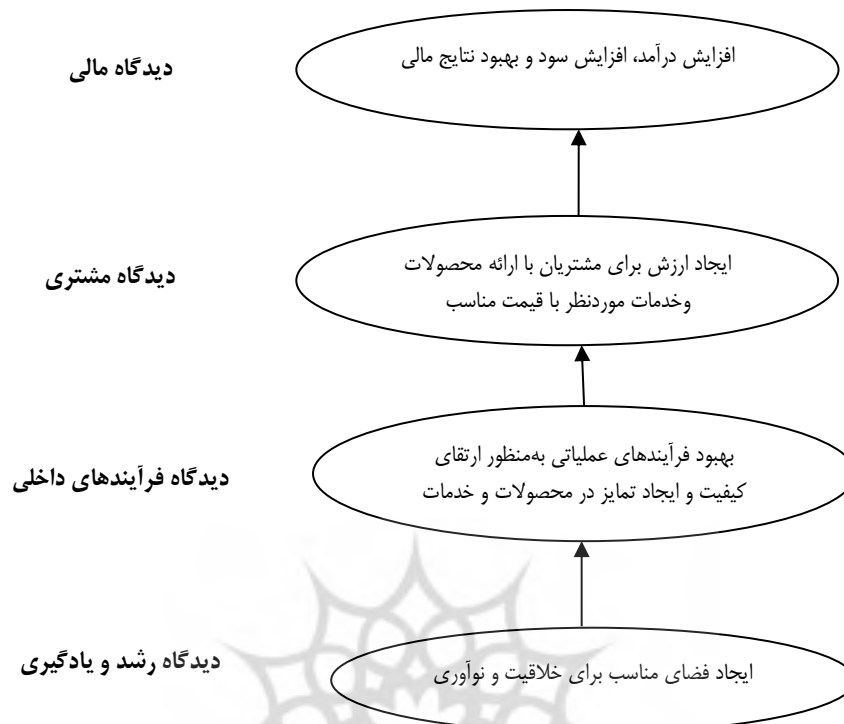 دیدگاه مالی
افزایش درآمد، افزایش سود و بهبود نتایج مالی
دیدگاه مشتری
ایجاد ارزش برای مشتریان با ارائه محصولات
وخدمات موردنظر با قیمت مناسب
دیدگاه فرآیندهای داخلی
بهبود فرآیندهای عملیاتی به‌منظور ارتقای
کیفیت و ایجاد تمایز در محصولات و خدمات
دیدگاه رشد و یادگیری
ایجاد فضای مناسب برای خلاقیت و نوآوری